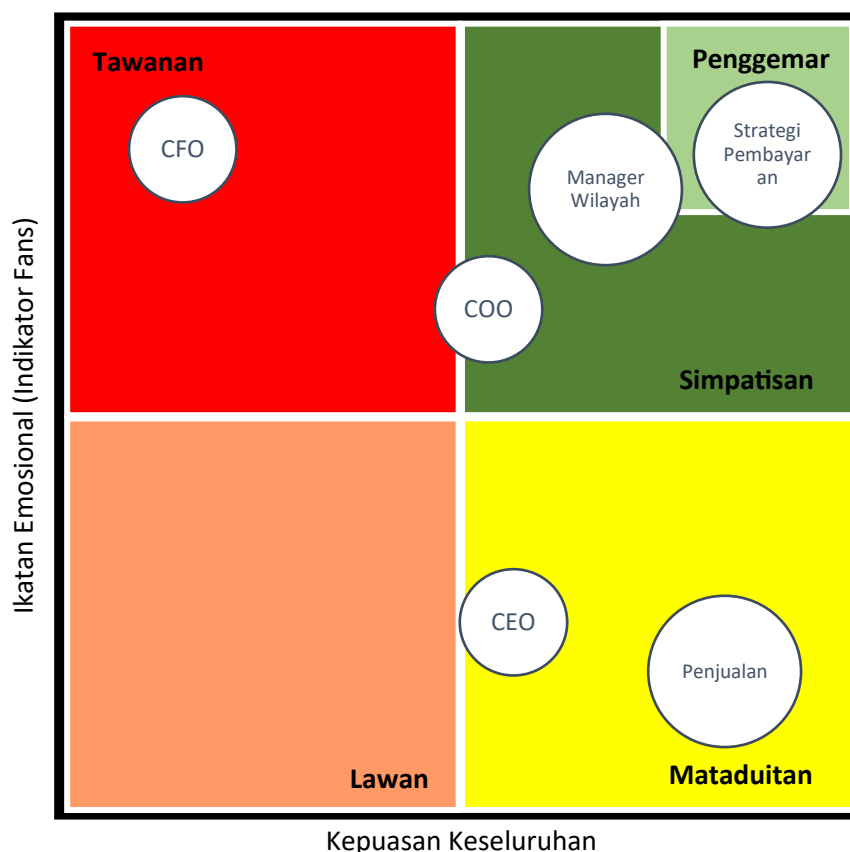 Tawanan
Penggemar
CFO
Strategi
Pembayar
an
Manager
Wilayah
COO
Simpatisan
Ikatan Emosional (Indikator Fans)
CEO
Penjualan
Lawan
Mataduitan
Kepuasan Keseluruhan